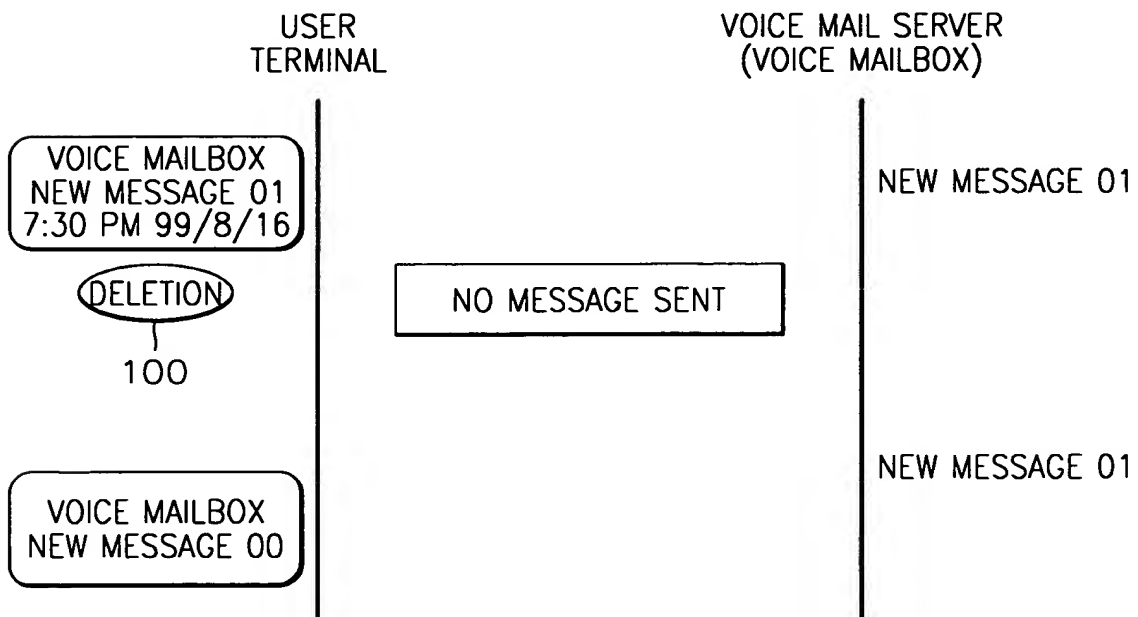 USER
TERMINAL
VOICE MAIL SERVER
(VOICE MAILBOX)
VOICE MAILBOX
NEW MESSAGE 01
7:30 PM 99/8/16
NEW MESSAGE 01
DELETION
NO MESSAGE SENT
100
NEW MESSAGE 01
VOICE MAILBOX
NEW MESSAGE 00